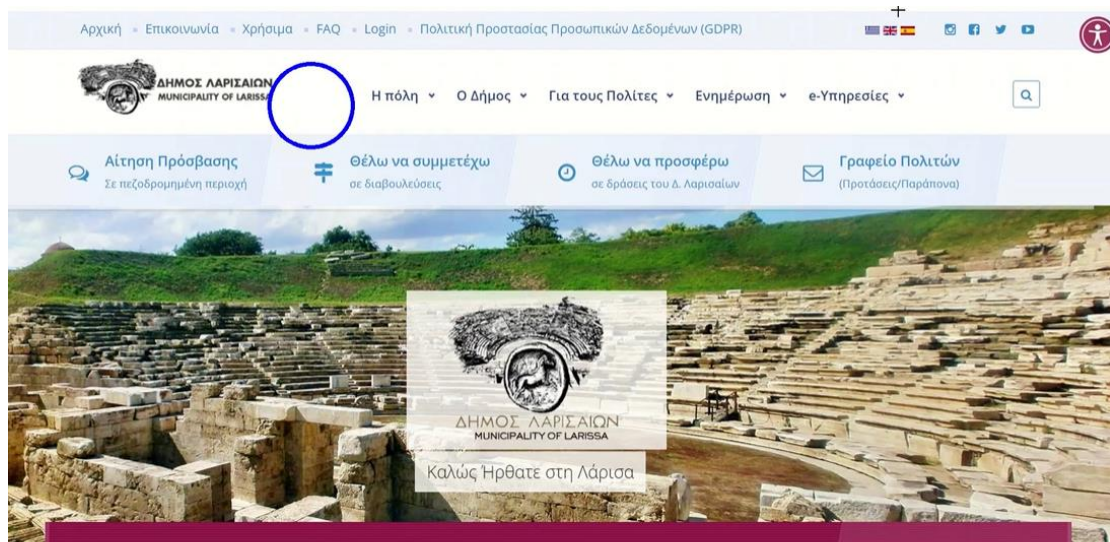 Αρχική Επικοινωνία Χρήσιμα FAQ Login Πολιτική Προστασίας Προσωπικών Δεδομένων (GDPR)
ΔΗΜΟΣ ΛΑΡΙΣΑΙΩΝ
MUNICIPALITY OF LARISSA
Η πόλη Ο Δήμος Για τους Πολίτες Ενημέρωση e-Υπηρεσίες
Αίτηση Πρόσβασης
Σε πεζοδρομημένη περιοχή
Θέλω να συμμετέχω
σε διαβουλεύσεις
Θέλω να προσφέρω
σε δράσεις του Δ. Λαρισαίων
Γραφείο Πολιτών
(Προτάσεις/Παράπονα)
ΔΗΜΟΣ ΛΑΡΙΣΑΙΩΝ
MUNICIPALITY OF LARISSA
Καλώς Ήρθατε στη Λάρισα